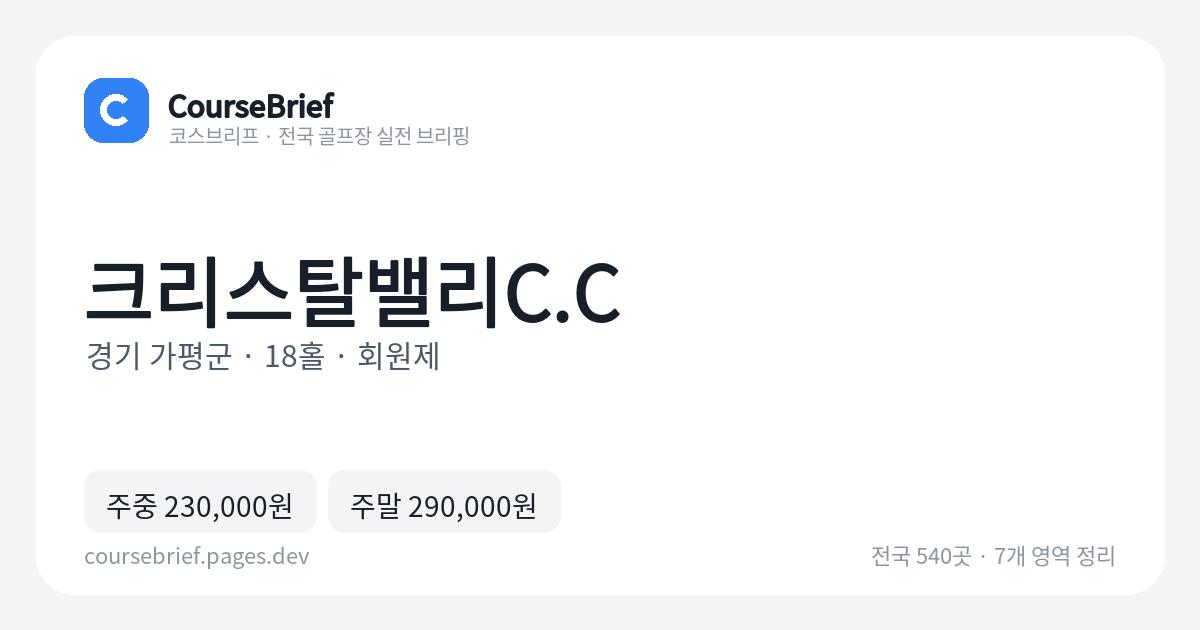 C
CourseBrief
코스브리프 · 전국 골프장 실전 브리핑
크리스탈밸리C.C
경기 가평군 · 18홀 · 회원제
주중 230,000원 주말 290,000원
coursebrief.pages.dev 전국 540곳 · 7개 영역 정리